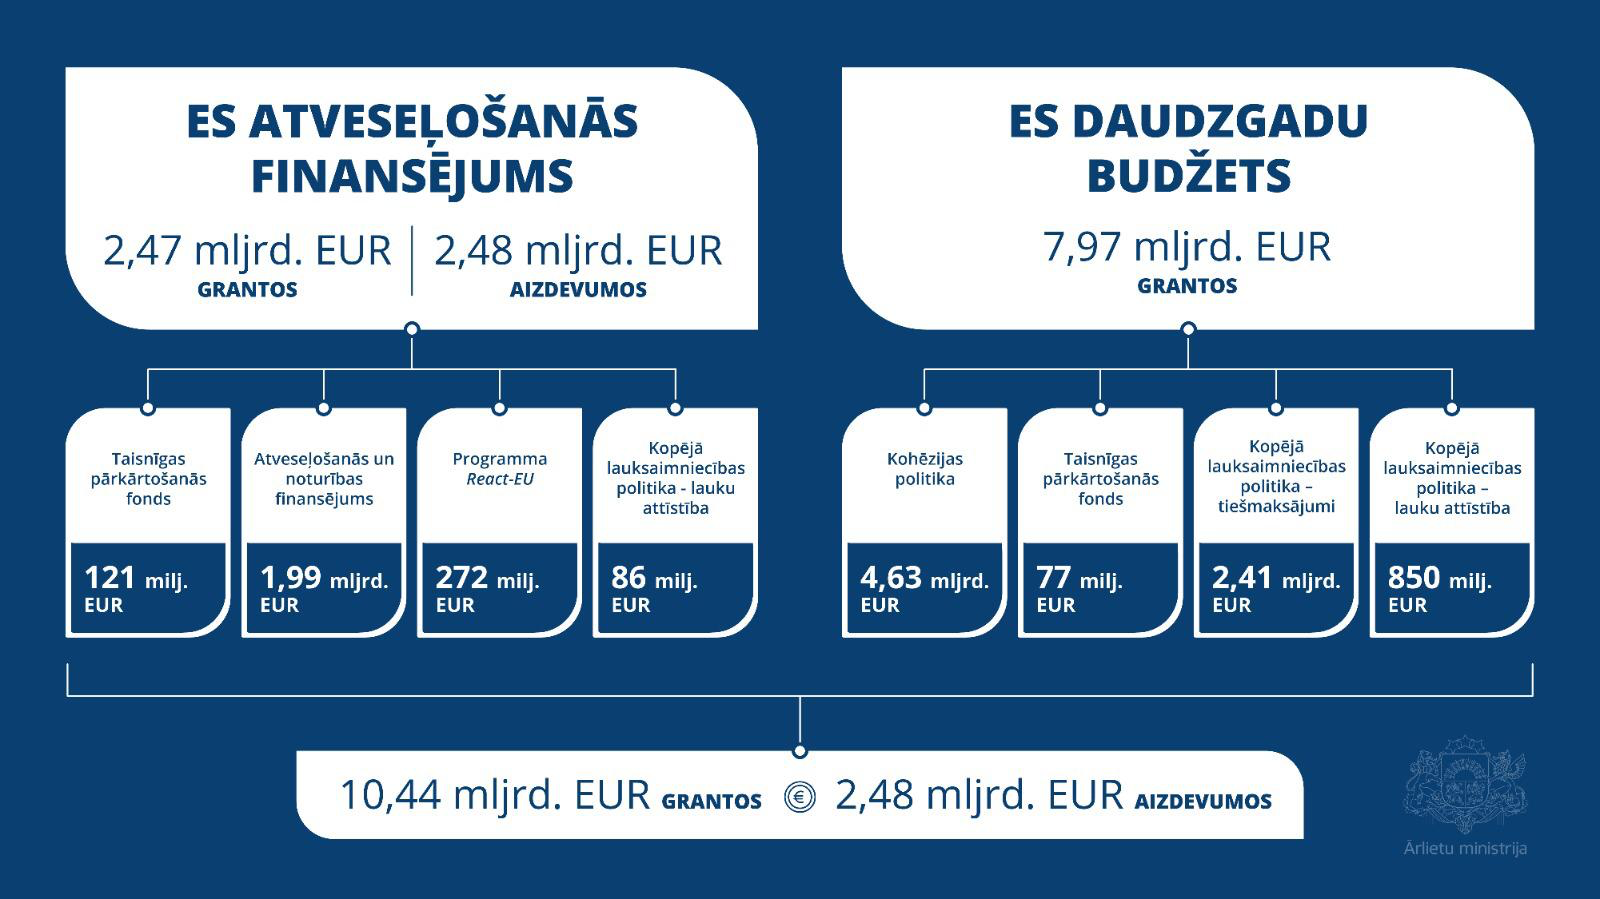 ES ATVESEĻOŠANĀS
FINANSĒJUMS
2,47 mljrd. EUR
GRANTOS
2,48 mljrd. EUR
AIZDEVUMOS
ES DAUDZGADU
BUDŽETS
7,97 mljrd. EUR
GRANTOS
Taisnīgas
pārkārtošanās
fonds
121 milj.
EUR
Atveseļošanās un
noturības
finansējums
1,99 mljrd.
EUR
Programma
React-EU
272 milj.
EUR
Kopējā
lauksaimniecības
politika - lauku
attīstība
86 milj.
EUR
Kohēzijas
politika
4,63 mljrd.
EUR
Taisnīgas
pārkārtošanās
fonds
77 milj.
EUR
Kopējā
lauksaimniecības
politika –
tiešmaksājumi
2,41 mljrd.
EUR
Kopējā
lauksaimniecības
politika –
lauku attīstība
850 milj.
EUR
10,44 mljrd. EUR GRANTOS € 2,48 mljrd. EUR AIZDEVUMOS
Ārlietu ministrija